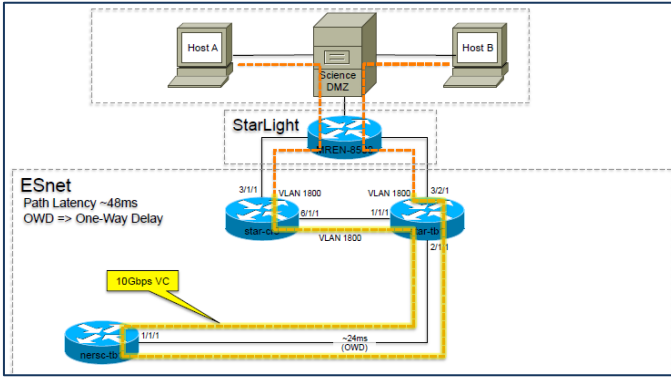 Host A
Host B
Science
DMZ
StarLight
ESnet
Path Latency ~48ms
OWD => One-Way Delay
3/1/1
VLAN 1800
VLAN 1800
3/2/1
6/1/1
1/1/1
VLAN 1800
2/1/1
10Gbps VC
1/1/1
~24ms
(OWD)
nersc-tb